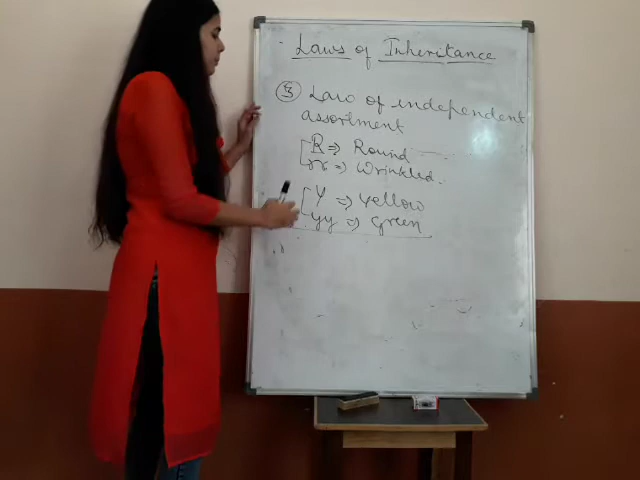 Laws of Inheritance
③ Law of independent
assortment
R => Round
rr => Wrinkled.
Y => Yellow
yy => Green